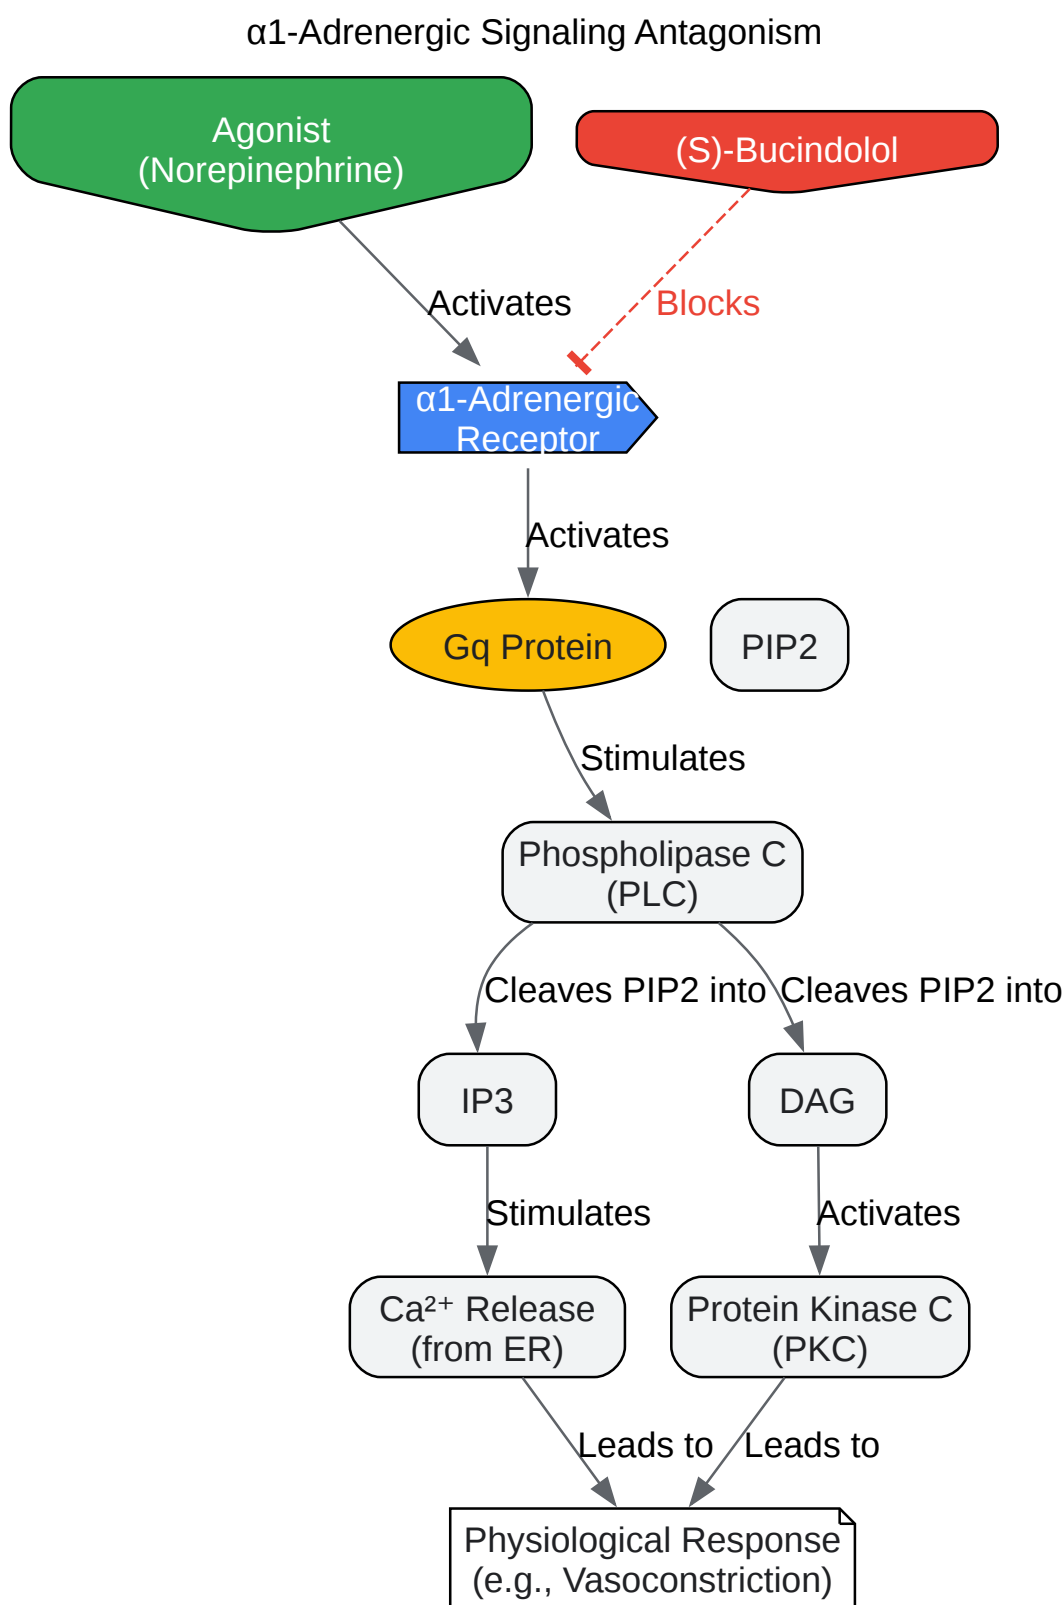 α1-Adrenergic Signaling Antagonism
Agonist
(Norepinephrine)
(S)-Bucindolol
Activates
Blocks
α1-Adrenergic
Receptor
Activates
Gq Protein
PIP2
Stimulates
Phospholipase C
(PLC)
Cleaves PIP2 into
Cleaves PIP2 into
IP3
DAG
Stimulates
Activates
Ca²⁺ Release
(from ER)
Protein Kinase C
(PKC)
Leads to
Leads to
Physiological Response
(e.g., Vasoconstriction)